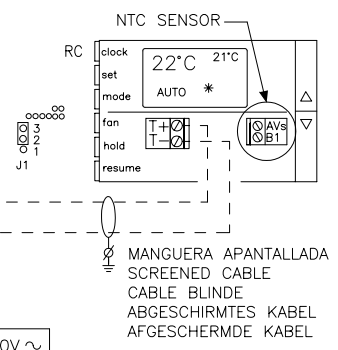 NTC SENSOR
RC
clock
set
mode
fan
hold
resume
22°C
21°C
AUTO
T+
T-
AVs
B1
3
2
1
J1
MANGUERA APANTALLADA
SCREENED CABLE
CABLE BLINDE
ABGESCHIRMTES KABEL
AFGESCHERMDE KABEL
0V ~